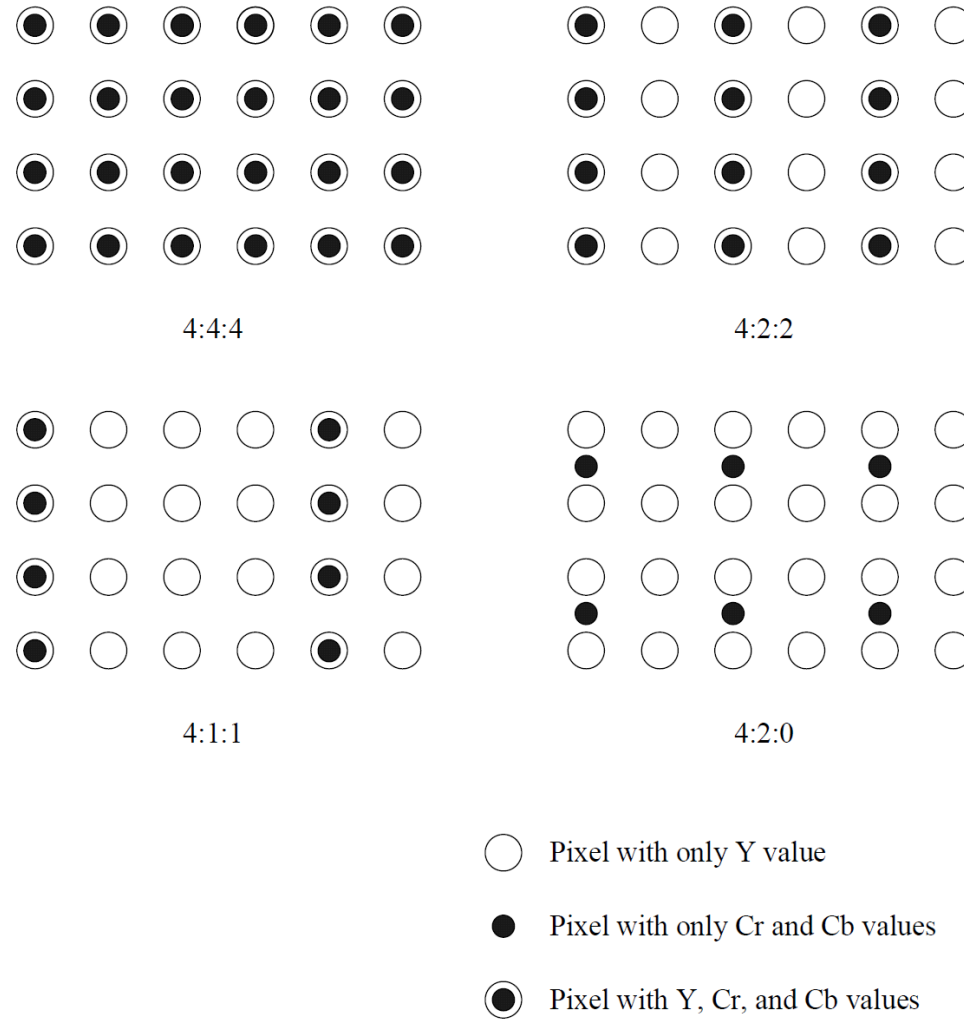 4:4:4
4:2:2
4:1:1
4:2:0
Pixel with only Y value
Pixel with only Cr and Cb values
Pixel with Y, Cr, and Cb values